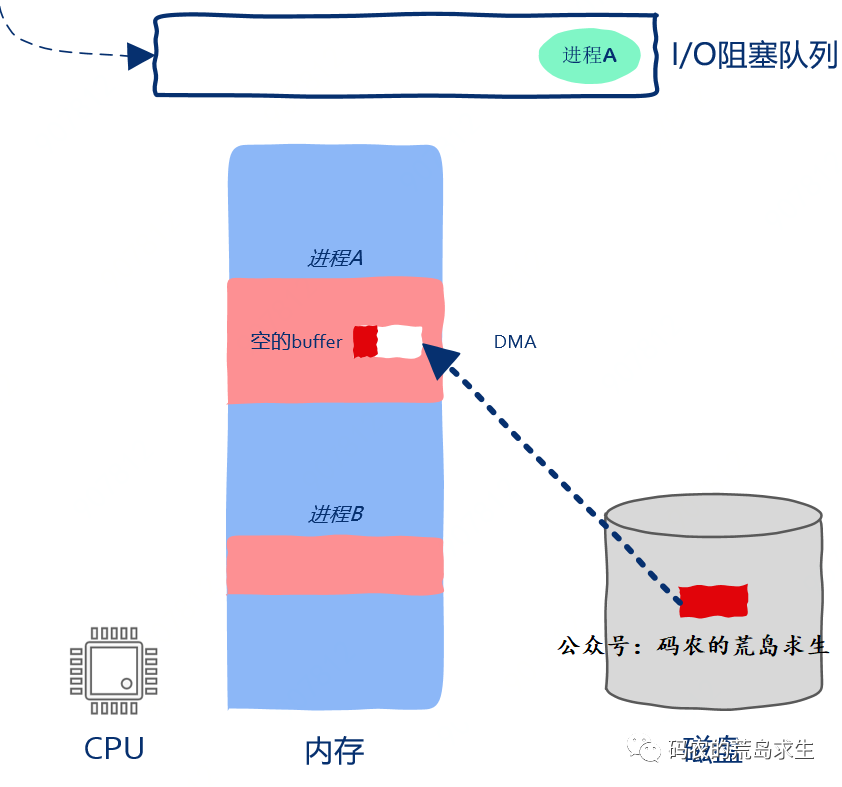 进程A
I/O阻塞队列
进程A
空的buffer
DMA
进程B
公众号：码农的荒岛求生
CPU
内存
磁盘
码农的荒岛求生